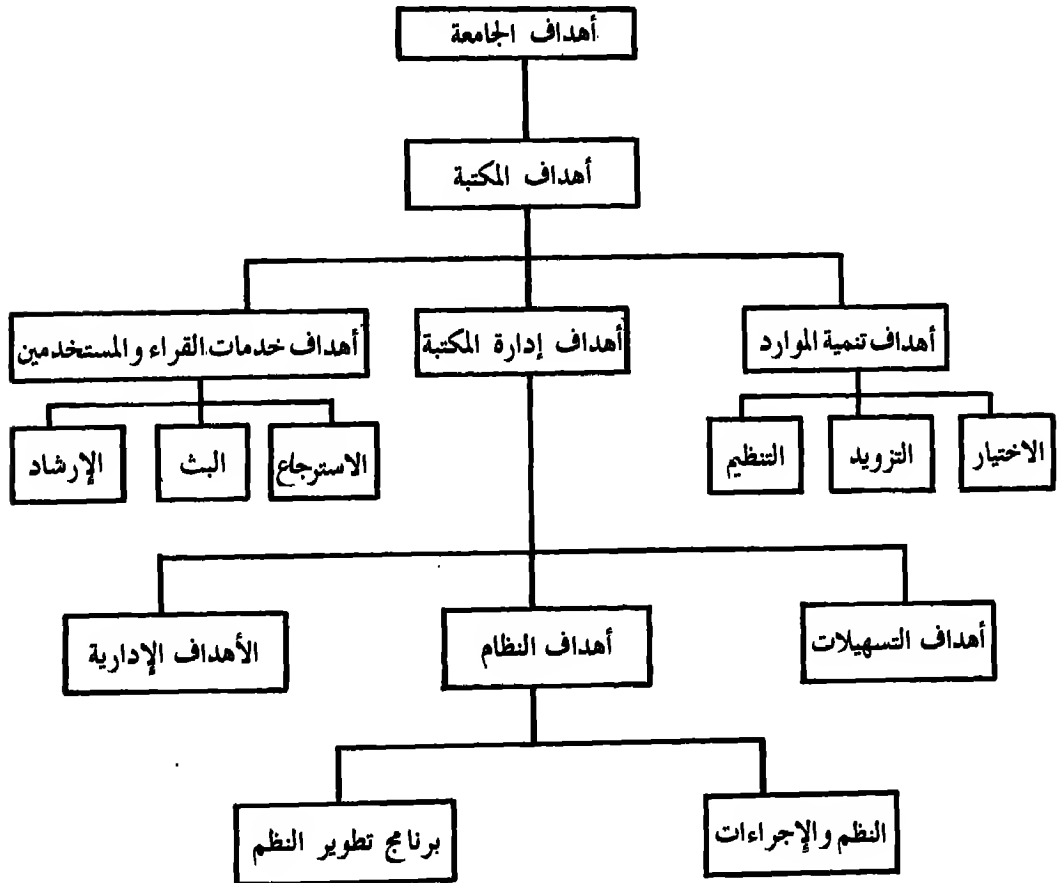 أهداف الجامعة
أهداف المكتبة
أهداف تنمية الموارد
أهداف إدارة المكتبة
أهداف خدمات القراء والمستخدمين
الاختيار
التزويد
التنظيم
الاسترجاع
البث
الإرشاد
أهداف التسهيلات
أهداف النظام
الأهداف الإدارية
النظم والإجراءات
برنامج تطوير النظم